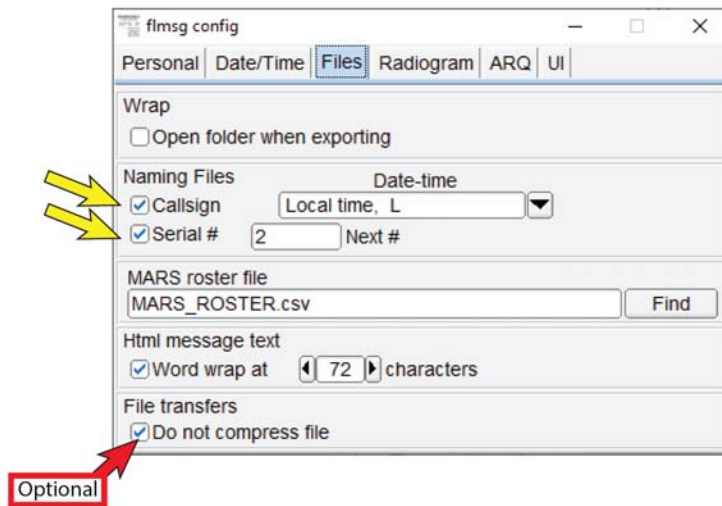 flmsg config
Personal Date/Time Files Radiogram ARQ UI
Wrap
Open folder when exporting
Naming Files Date-time
Callsign Local time, L
Serial # 2 Next #
MARS roster file
MARS_ROSTER.csv Find
Html message text
Word wrap at 72 characters
File transfers
Do not compress file
Optional